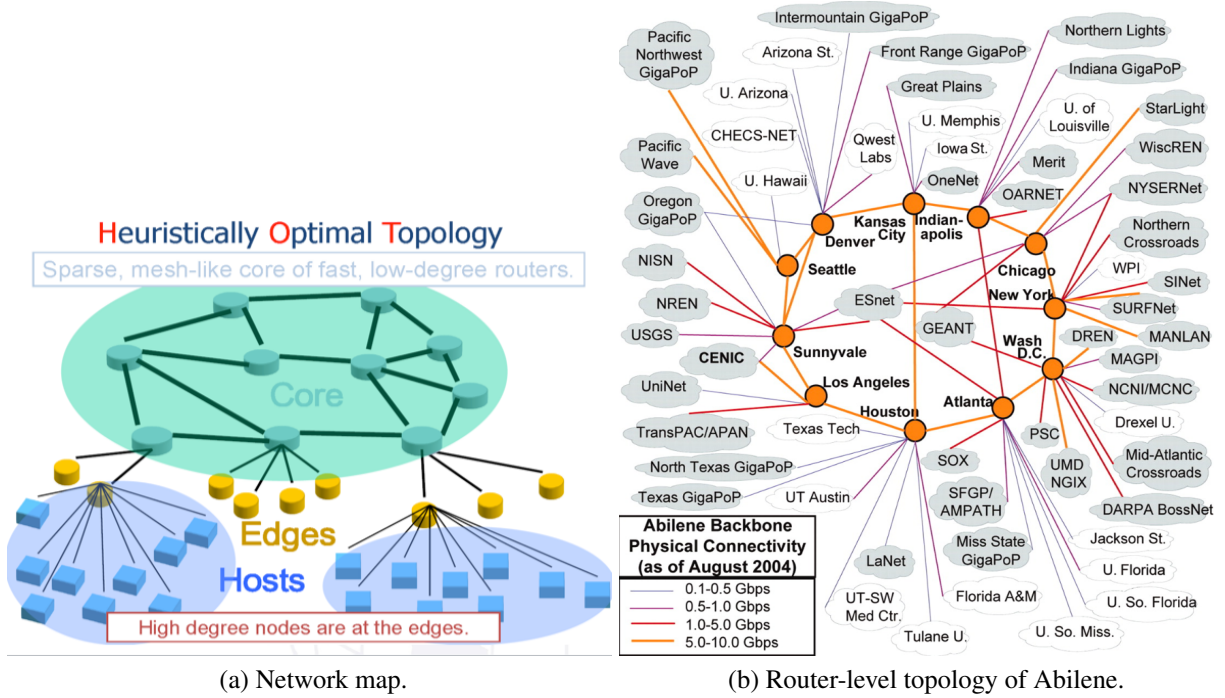 Heuristically Optimal Topology
Sparse, mesh-like core of fast, low-degree routers.
Core
Edges
Hosts
High degree nodes are at the edges.
(a) Network map.
Intermountain GigaPoP
Pacific
Northwest
GigaPoP
Arizona St.
Front Range GigaPoP
Northern Lights
Indiana GigaPoP
U. Arizona
Great Plains
U. of
Louisville
StarLight
CHECS-NET
Qwest
Labs
U. Memphis
Iowa St.
WiscREN
Pacific
Wave
U. Hawaii
OneNet
Merit
OARNET
NYSERNet
Oregon
GigaPoP
Denver
Kansas
City
Indian-
apolis
Northern
Crossroads
NISN
Seattle
Chicago
WPI
NREN
ESnet
New York
SINet
SURFNet
USGS
Sunnyvale
GEANT
Wash
D.C.
DREN
MANLAN
CENIC
MAGPI
UniNet
Los Angeles
NCNI/MCNC
Houston
Atlanta
Drexel U.
TransPAC/APAN
Texas Tech
PSC
North Texas GigaPoP
SOX
UMD
NGIX
Mid-Atlantic
Crossroads
Texas GigaPoP
UT Austin
SFGP/
AMPATH
DARPA BossNet
Abilene Backbone
Physical Connectivity
(as of August 2004)
0.1-0.5 Gbps
0.5-1.0 Gbps
1.0-5.0 Gbps
5.0-10.0 Gbps
Miss State
GigaPoP
Jackson St.
LaNet
U. Florida
UT-SW
Med Ctr.
Florida A&M
U. So. Florida
Tulane U.
U. So. Miss.
(b) Router-level topology of Abilene.